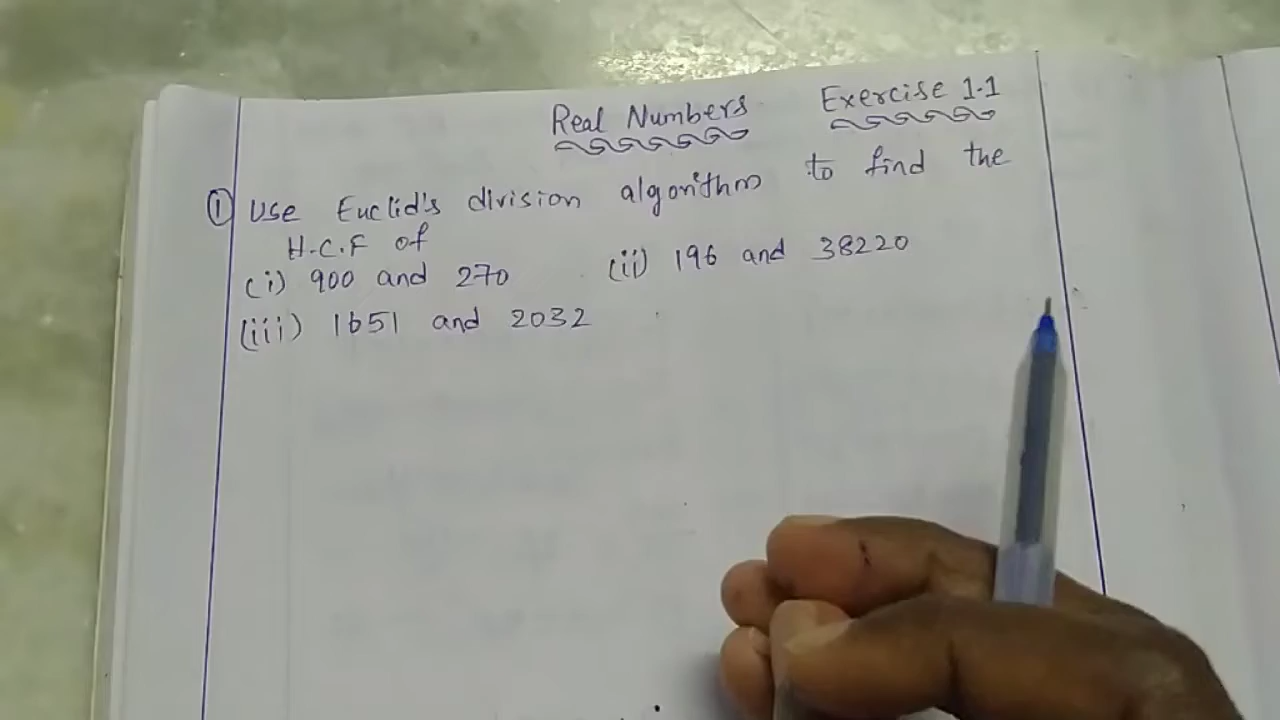 Real Numbers Exercise 1.1
① Use Euclid's division algorithm to find the
H.C.F of
(i) 900 and 270 (ii) 196 and 38220
(iii) 1651 and 2032